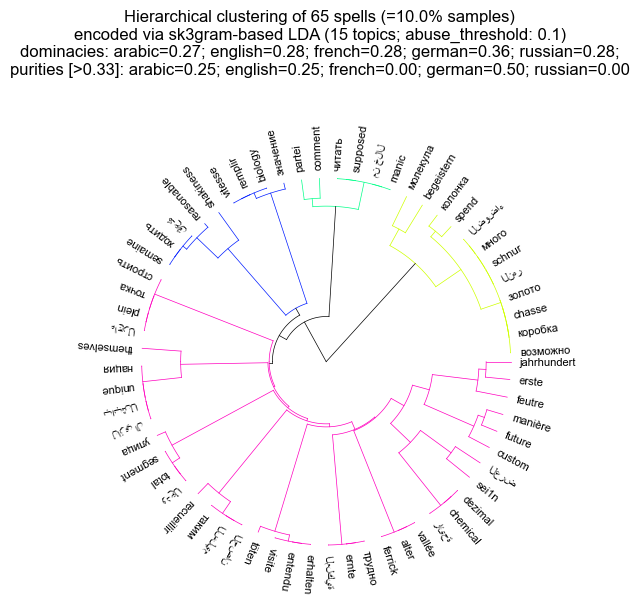 Hierarchical clustering of 65 spells (=10.0% samples)
encoded via sk3gram-based LDA (15 topics; abuse_threshold: 0.1)
dominacies: arabic=0.27; english=0.28; french=0.28; german=0.36; russian=0.28;
purities [>0.33]: arabic=0.25; english=0.25; french=0.00; german=0.50; russian=0.00
возможно
коробка
chasse
золото
schnur
много
spend
колонка
begeistern
молекула
manic
supposed
читать
comment
parlei
значение
biology
remplir
vitesse
shakiness
reasonable
ходить
semaine
строить
точка
plein
themselves
нация
unique
улица
segment
total
recueillir
таким
töten
visite
entendu
erhalten
ernte
трудно
ferrick
alter
vallée
chemical
dezimal
sei1n
custom
future
manière
feutre
erste
jahrhundert